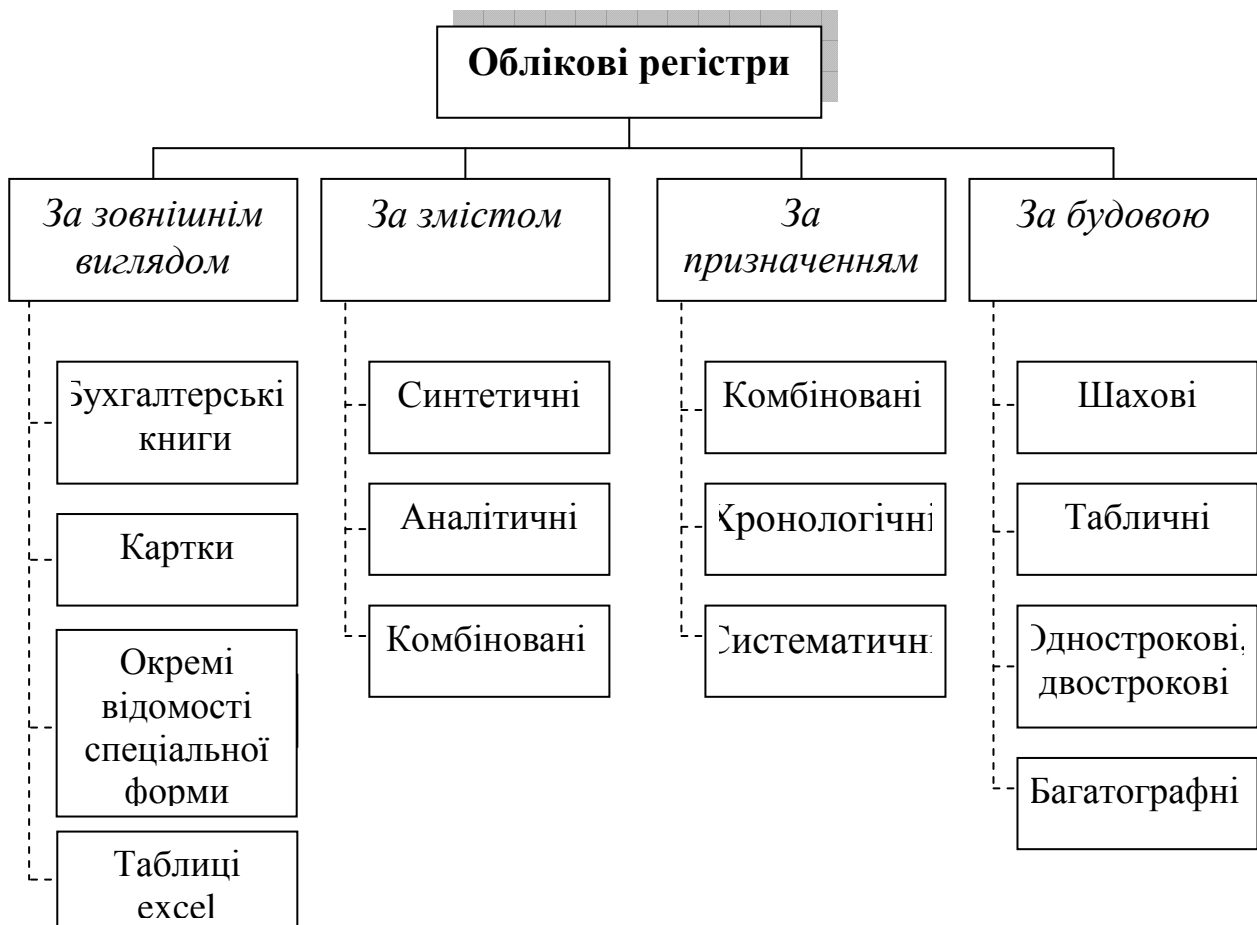 Облікові регістри
За зовнішнім
виглядом
Бухгалтерські
книги
Картки
Окремі
відомості
спеціальної
форми
Таблиці
excel
За змістом
Синтетичні
Аналітичні
Комбіновані
За
призначенням
Комбіновані
Хронологічні
Систематичні
За будовою
Шахові
Табличні
Однострокові,
двострокові
Багатографні